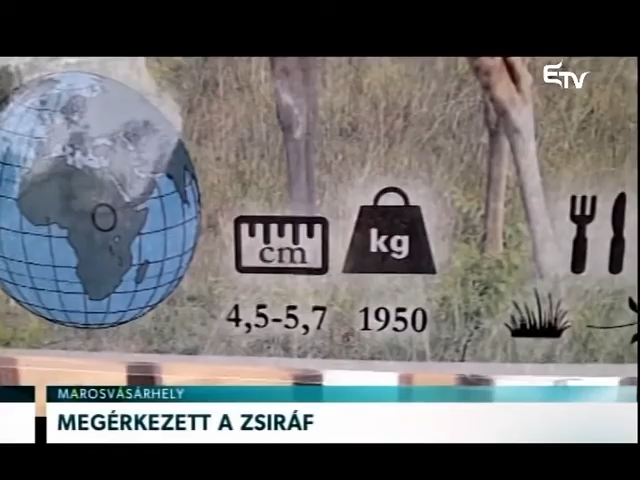 ETV
cm
kg
4,5-5,7
1950
MAROSVÁSÁRHELY
MEGÉRKEZETT A ZSIRÁF